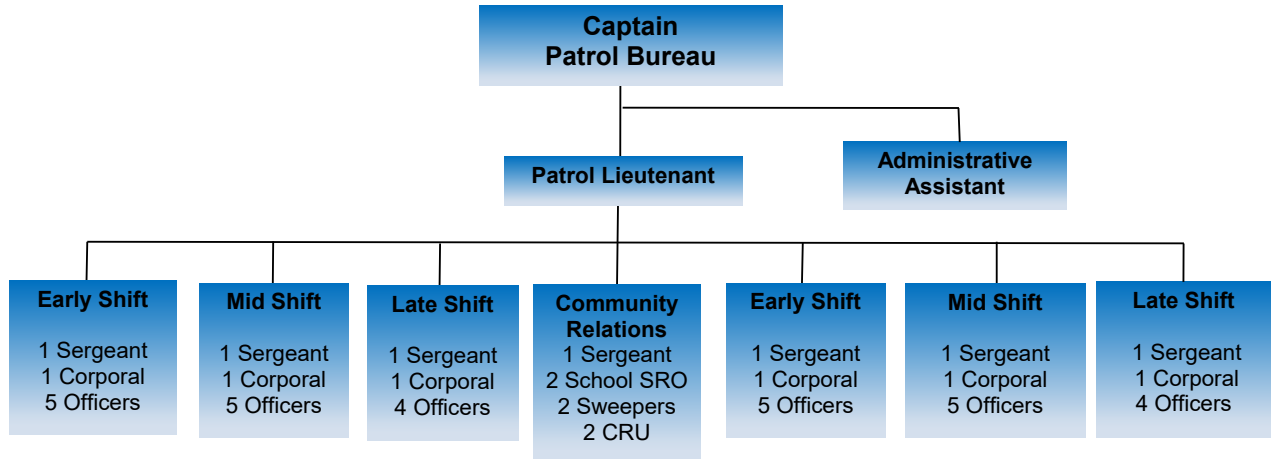 Captain
Patrol Bureau
Patrol Lieutenant
Administrative
Assistant
Early Shift
1 Sergeant
1 Corporal
5 Officers
Mid Shift
1 Sergeant
1 Corporal
5 Officers
Late Shift
1 Sergeant
1 Corporal
4 Officers
Community
Relations
1 Sergeant
2 School SRO
2 Sweepers
2 CRU
Early Shift
1 Sergeant
1 Corporal
5 Officers
Mid Shift
1 Sergeant
1 Corporal
5 Officers
Late Shift
1 Sergeant
1 Corporal
4 Officers